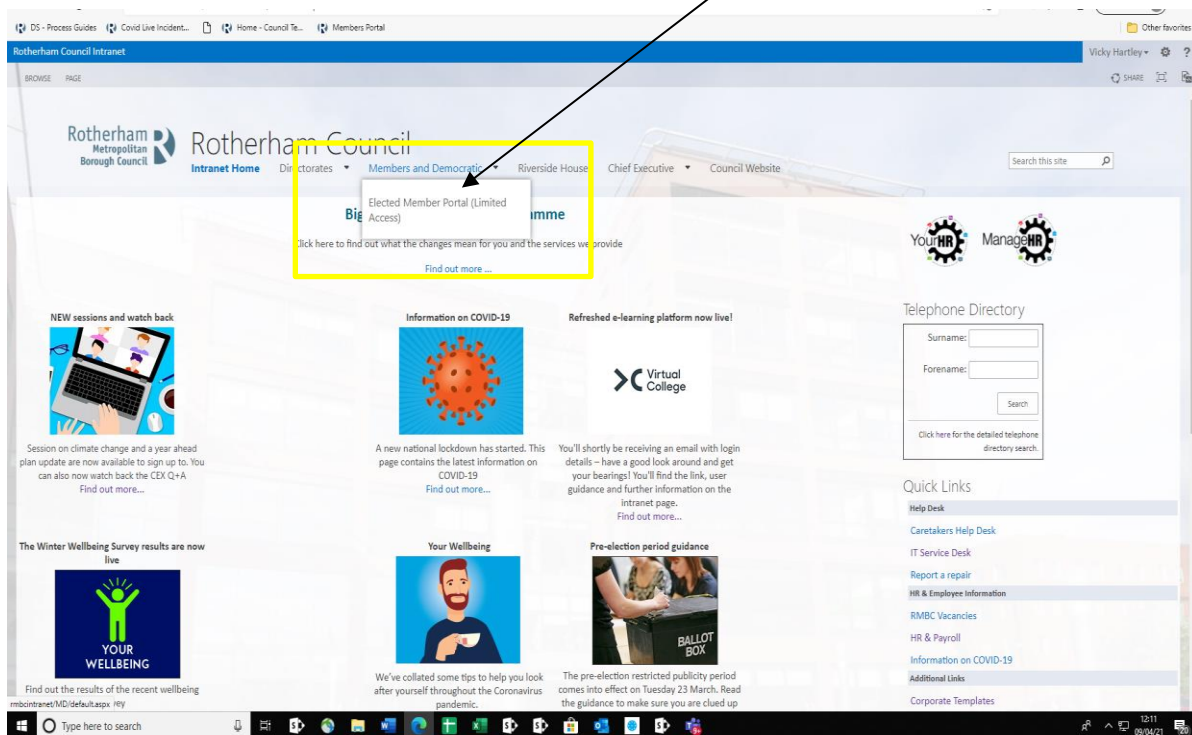 DS - Process Guides
Covid Live Incident...
Home - Council Te...
Members Portal
Other favorites
Rotherham Council Intranet
Vicky Hartley
?
BROWSE
PAGE
SHARE
Rotherham
Metropolitan
Borough Council
Rotherham Council
Intranet Home
Directorates
Members and Democratic
Riverside House
Chief Executive
Council Website
Search this site
Elected Member Portal (Limited
Access)
Big
amme
Click here to find out what the changes mean for you and the services we provide
Find out more ...
YourHR
ManageHR
NEW sessions and watch back
Session on climate change and a year ahead
plan update are now available to sign up to. You
can also now watch back the CEX Q+A
Find out more...
Information on COVID-19
A new national lockdown has started. This
page contains the latest information on
COVID-19
Find out more...
Refreshed e-learning platform now live!
Virtual
College
You'll shortly be receiving an email with login
details – have a good look around and get
your bearings! You'll find the link, user
guidance and further information on the
intranet page.
Find out more...
Telephone Directory
Surname:
Forename:
Search
Click here for the detailed telephone
directory search.
Quick Links
Help Desk
Caretakers Help Desk
IT Service Desk
Report a repair
HR & Employee Information
RMBC Vacancies
HR & Payroll
Information on COVID-19
Additional Links
Corporate Templates
The Winter Wellbeing Survey results are now
live
YOUR
WELLBEING
Find out the results of the recent wellbeing
Your Wellbeing
We've collated some tips to help you look
after yourself throughout the Coronavirus
pandemic.
Pre-election period guidance
BALLOT
BOX
The pre-election restricted publicity period
comes into effect on Tuesday 23 March. Read
the guidance to make sure you are clued up
rmbcintranet/MD/default.aspx
Type here to search
12:11
09/04/21
20